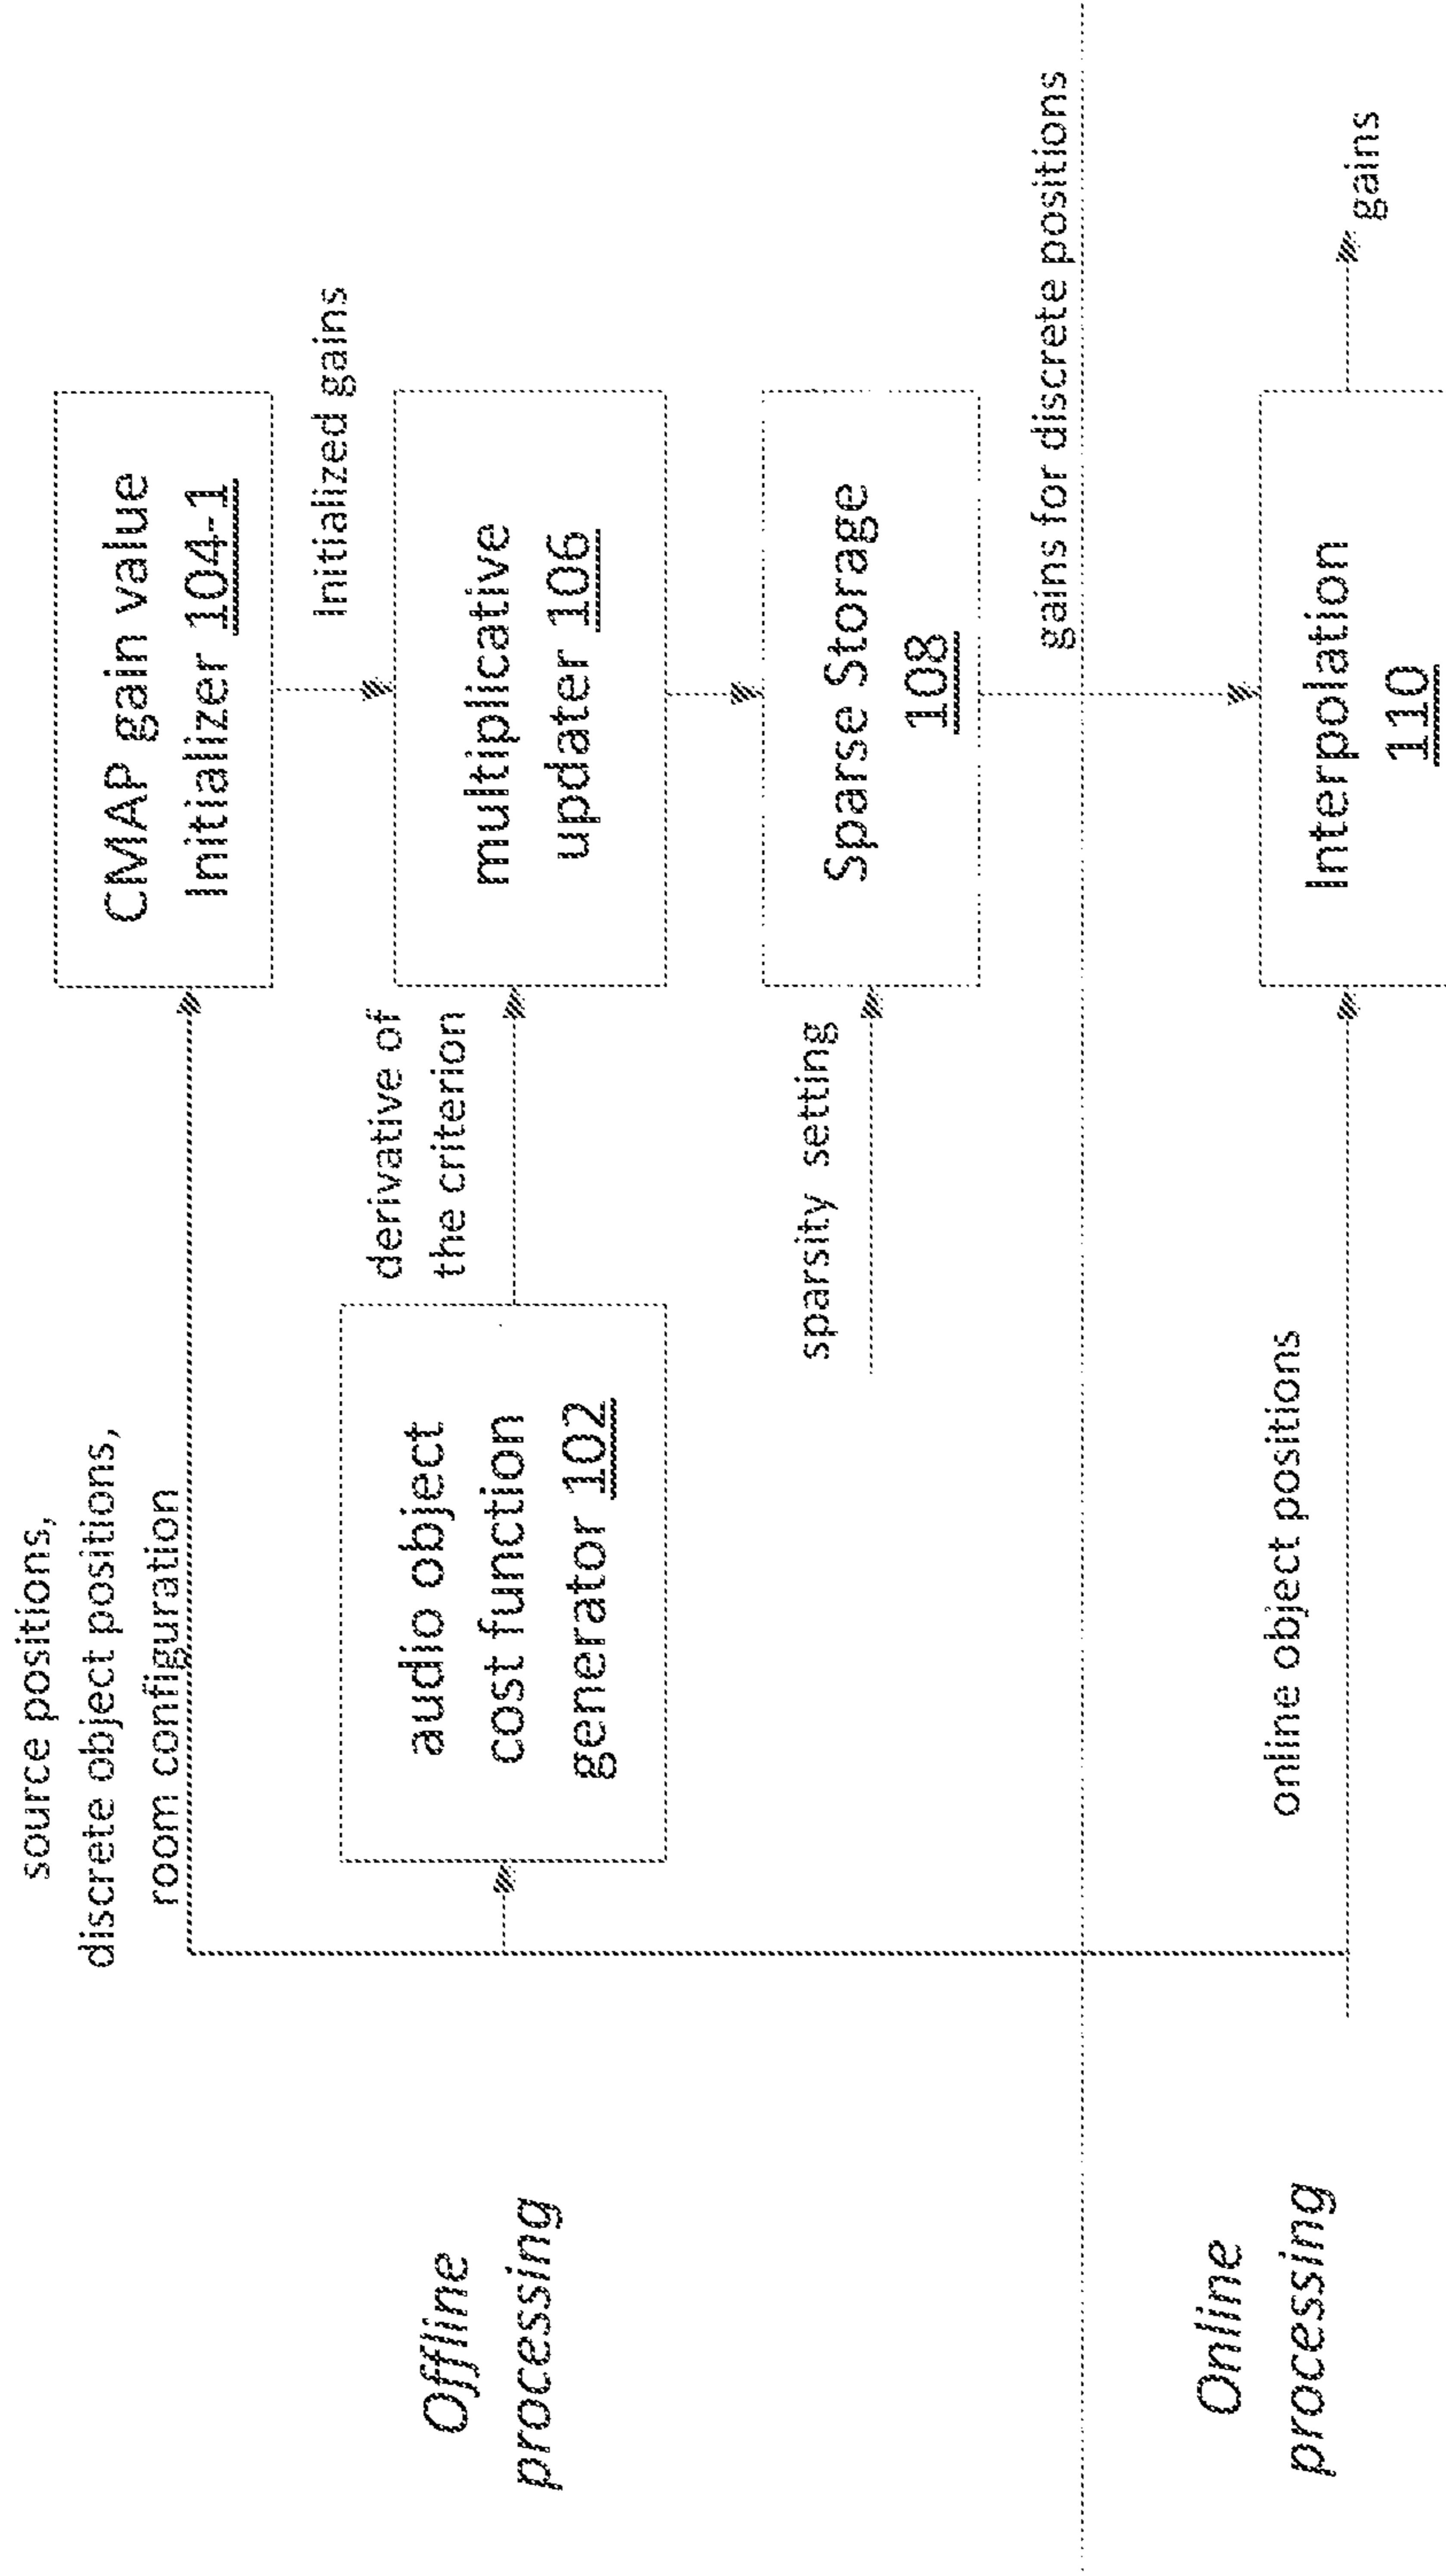 source positions,
discrete object positions,
room configuration
CMAP gain value
Initializer 104-1
Initialized gains
Offline
processing
audio object
cost function
generator 102
derivative of
the criterion
multiplicative
updater 106
sparsity setting
Sparse Storage
108
gains for discrete positions
Online
processing
online object positions
Interpolation
110
gains